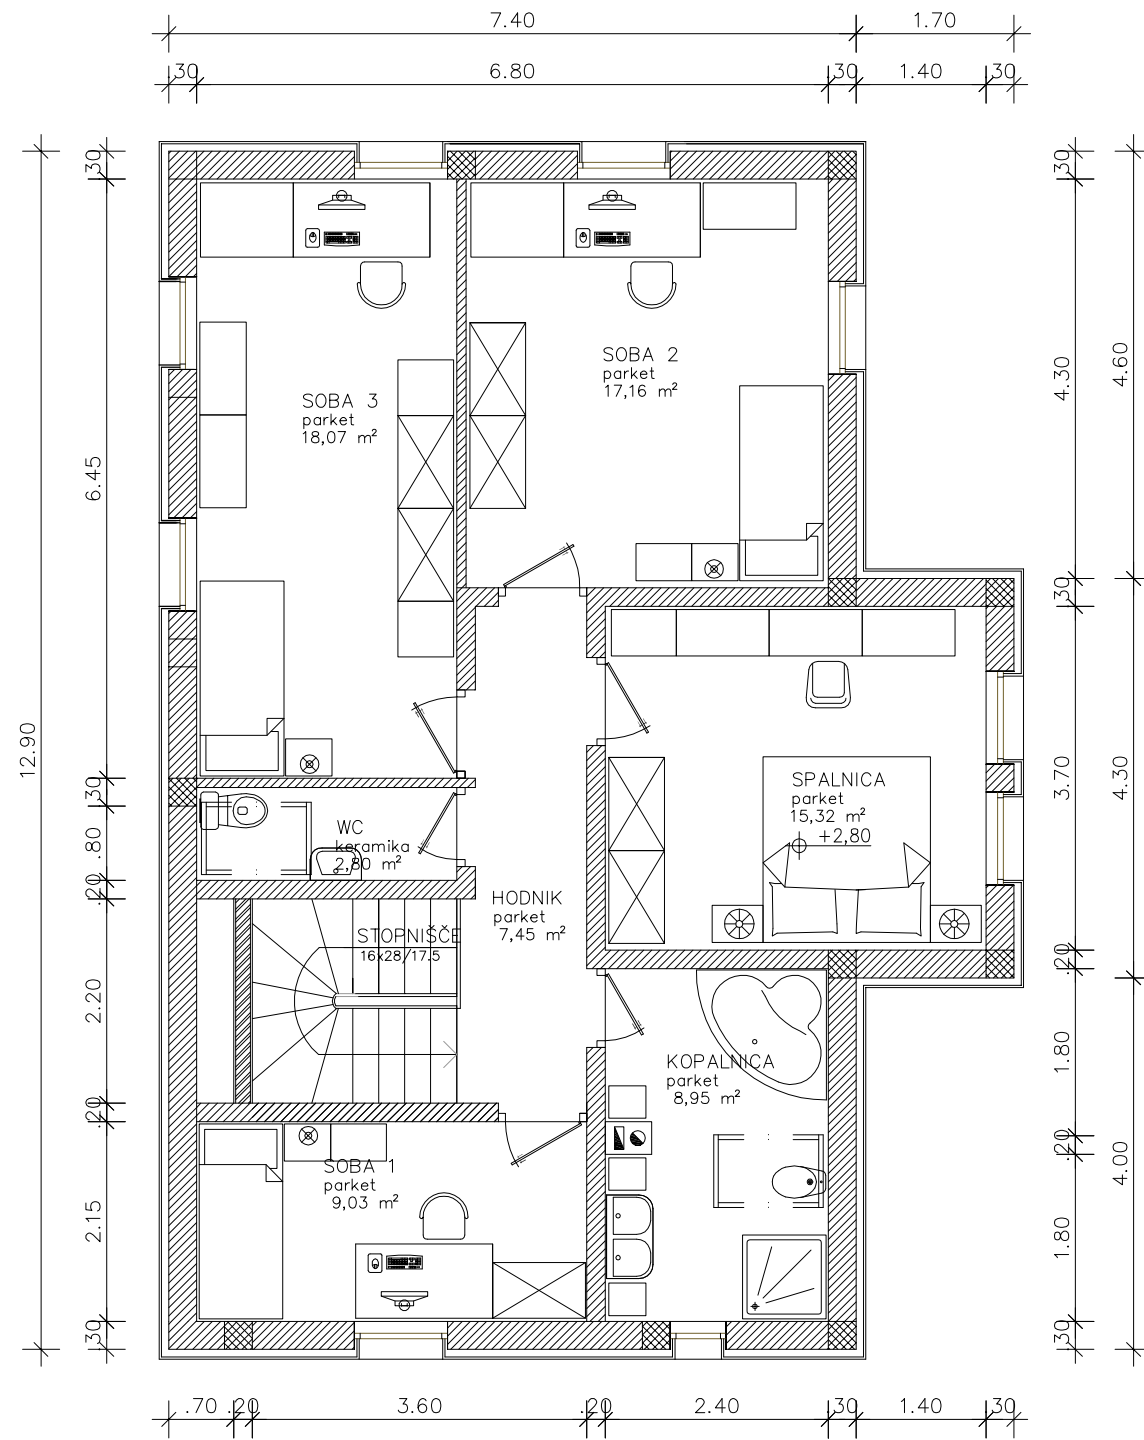 7.40
1.70
.30
6.80
.30
1.40
.30
.30
.30
SOBA 2
parket
17,16 m²
4.60
4.30
SOBA 3
parket
18,07 m²
6.45
.30
12.90
3.70
4.30
SPALNICA
parket
15,32 m²
+2,80
.30
.80
WC
keramika
2,80 m²
.20
HODNIK
parket
7,45 m²
STOPNIŠČE
16x28/17.5
.20
2.20
1.80
KOPALNICA
parket
8,95 m²
.20
.20
SOBA 1
parket
9,03 m²
4.00
2.15
1.80
.30
.30
.70
.20
3.60
.20
2.40
.30
1.40
.30